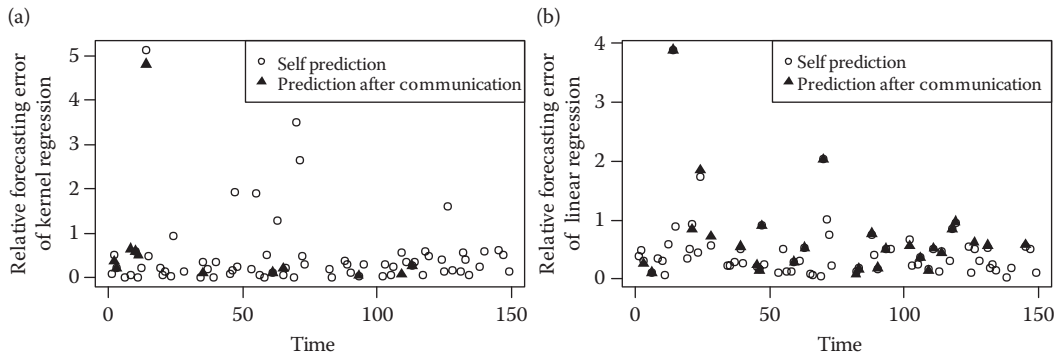 (a)
Relative forecasting error
of kernel regression
5
4
3
2
1
0
Self prediction
Prediction after communication
0
50
100
150
Time
(b)
Relative forecasting error
of linear regression
4
3
2
1
0
Self prediction
Prediction after communication
0
50
100
150
Time